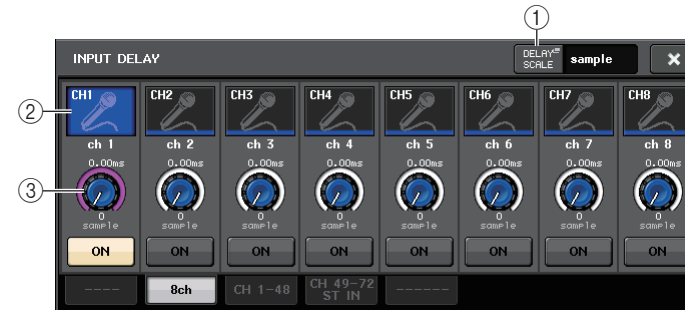 ①
INPUT DELAY
DELAY SCALE
sample
×
②
CH1 CH2 CH3 CH4 CH5 CH6 CH7 CH8
ch 1 ch 2 ch 3 ch 4 ch 5 ch 6 ch 7 ch 8
0.00ms 0.00ms 0.00ms 0.00ms 0.00ms 0.00ms 0.00ms 0.00ms
③
0 0 0 0 0 0 0 0
sample sample sample sample sample sample sample sample
ON ON ON ON ON ON ON ON
---- 8ch CH 1-48 CH 49-72 ------
ST IN